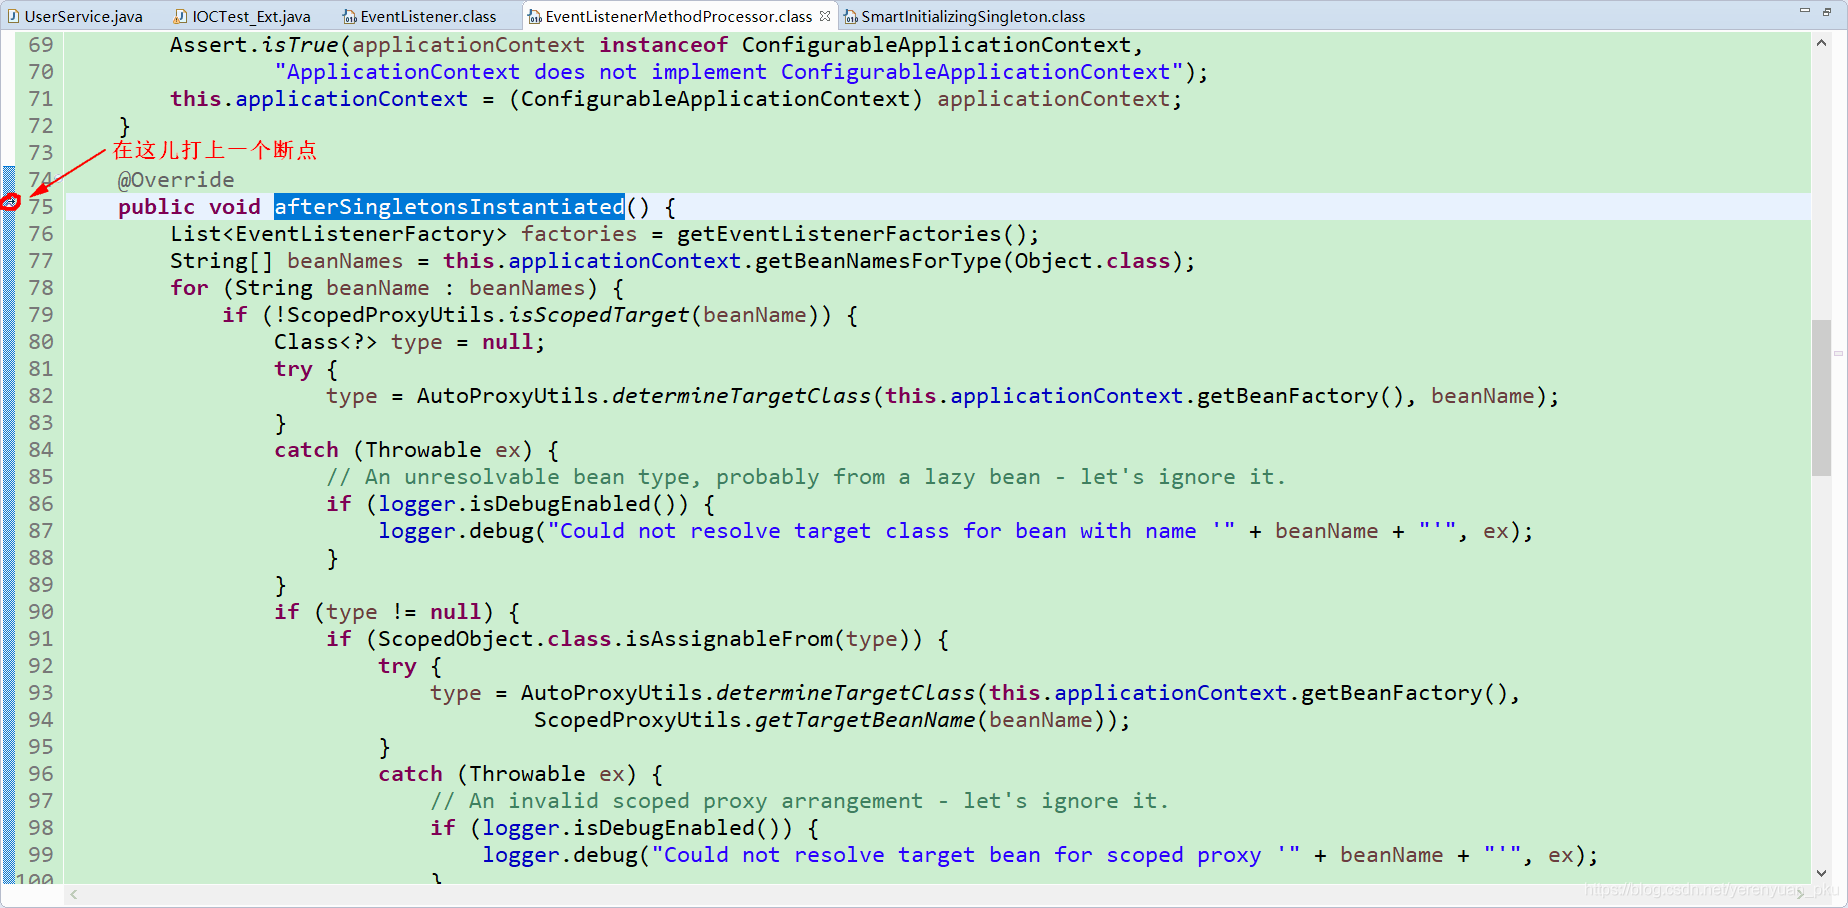 UserService.java IOCTest_Ext.java EventListener.class EventListenerMethodProcessor.class SmartInitializingSingleton.class
69 Assert.isTrue(applicationContext instanceof ConfigurableApplicationContext,
70 "ApplicationContext does not implement ConfigurableApplicationContext");
71 this.applicationContext = (ConfigurableApplicationContext) applicationContext;
72 }
73 在这儿打上一个断点
74 @Override
75 public void afterSingletonsInstantiated() {
76 List<EventListenerFactory> factories = getEventListenerFactories();
77 String[] beanNames = this.applicationContext.getBeanNamesForType(Object.class);
78 for (String beanName : beanNames) {
79 if (!ScopedProxyUtils.isScopedTarget(beanName)) {
80 Class<?> type = null;
81 try {
82 type = AutoProxyUtils.determineTargetClass(this.applicationContext.getBeanFactory(), beanName);
83 }
84 catch (Throwable ex) {
85 // An unresolvable bean type, probably from a lazy bean - let's ignore it.
86 if (logger.isDebugEnabled()) {
87 logger.debug("Could not resolve target class for bean with name '" + beanName + "'", ex);
88 }
89 }
90 if (type != null) {
91 if (ScopedObject.class.isAssignableFrom(type)) {
92 try {
93 type = AutoProxyUtils.determineTargetClass(this.applicationContext.getBeanFactory(),
94 ScopedProxyUtils.getTargetBeanName(beanName));
95 }
96 catch (Throwable ex) {
97 // An invalid scoped proxy arrangement - let's ignore it.
98 if (logger.isDebugEnabled()) {
99 logger.debug("Could not resolve target bean for scoped proxy '" + beanName + "'", ex);
100 }
https://blog.csdn.net/yerenyuan_pku